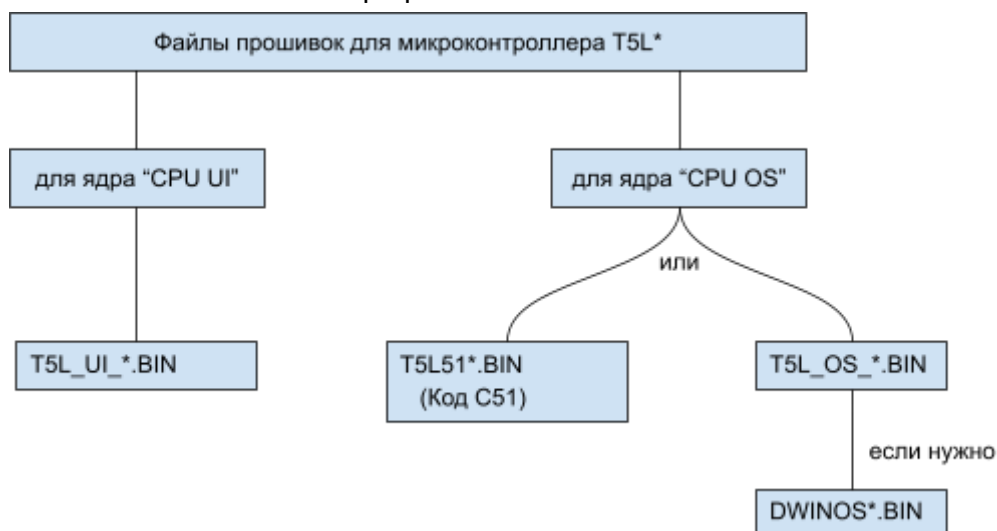 Файлы прошивок для микроконтроллера T5L*
для ядра “CPU UI”
для ядра “CPU OS”
или
T5L_UI_*.BIN
T5L51*.BIN
(Код C51)
T5L_OS_*.BIN
если нужно
DWINOS*.BIN